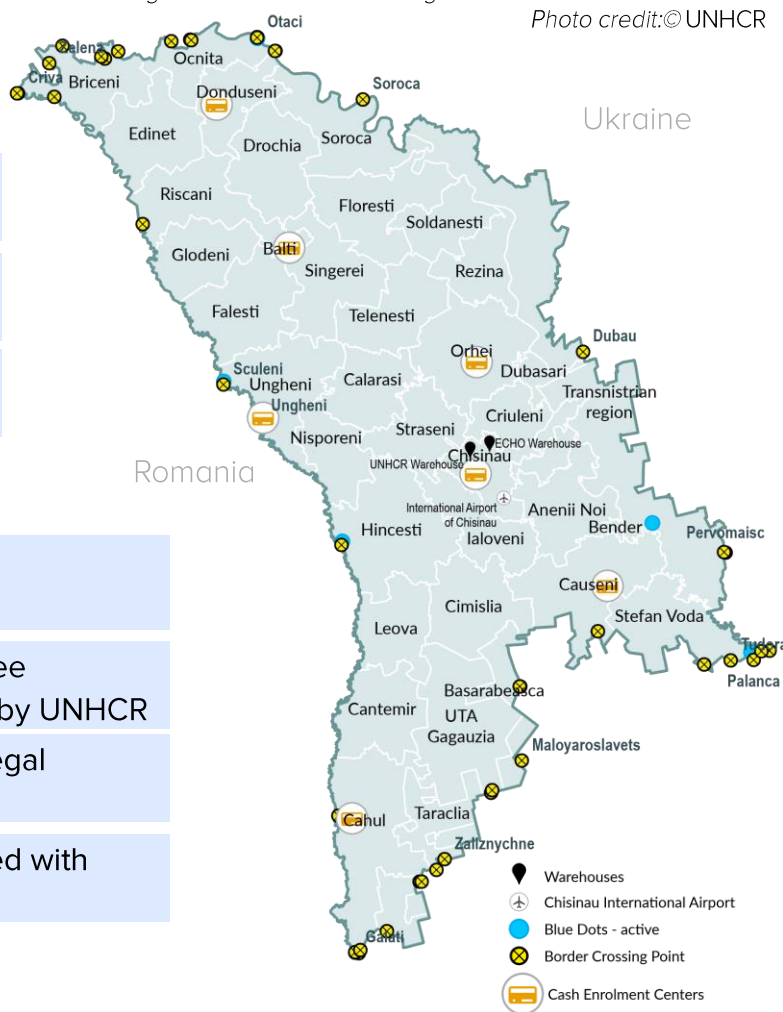 Photo credit:© UNHCR
Otaci
Zelena
Ocnita
Criva
Briceni
Soroca
Donduseni
Ukraine
Edinet
Drochia
Soroca
Riscani
Floresti
Soldanesti
Glodeni
Balti
Singerei
Rezina
Falesti
Telenesti
Dubau
Orhei
Sculeni
Ungheni
Calarasi
Dubasari
Transnistrian
region
Ungheni
Criuleni
Straseni
Nisporeni
ECHO Warehouse
Chisinau
UNHCR Warehouse
Romania
International Airport
of Chisinau
Anenii Noi
Hincesti
Bender
Ialoveni
Pervomaisc
Causeni
Cimislia
Stefan Voda
Leova
Tudora
ee
Palanca
Basarabeasca
by UNHCR
Cantemir
UTA
Gagauzia
Maloyaroslavets
egal
Cahul
Taraclia
Zaliznychne
ed with
Warehouses
Chisinau International Airport
Blue Dots - active
Galati
Border Crossing Point
Cash Enrolment Centers